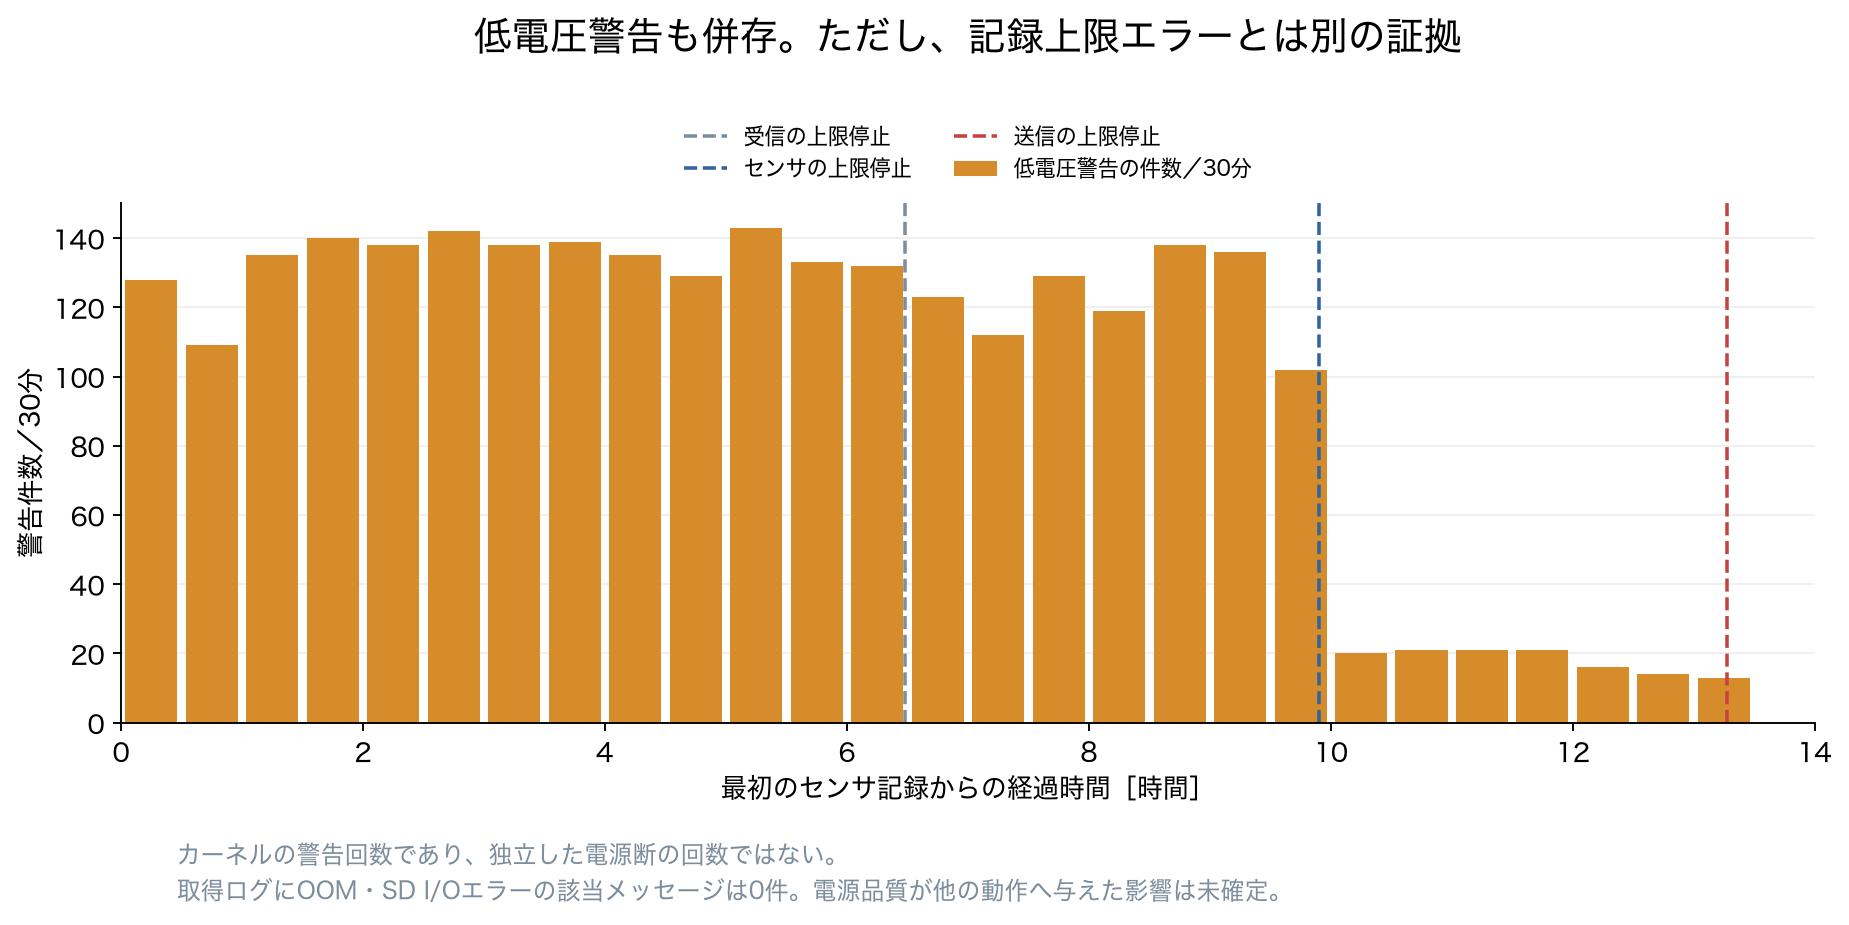 低電圧警告も併存。ただし、記録上限エラーとは別の証拠
受信の上限停止
センサの上限停止
送信の上限停止
低電圧警告の件数／30分
警告件数／30分
140
120
100
80
60
40
20
0
0 2 4 6 8 10 12 14
最初のセンサ記録からの経過時間［時間］
カーネルの警告回数であり、独立した電源断の回数ではない。
取得ログにOOM・SD I/Oエラーの該当メッセージは0件。電源品質が他の動作へ与えた影響は未確定。